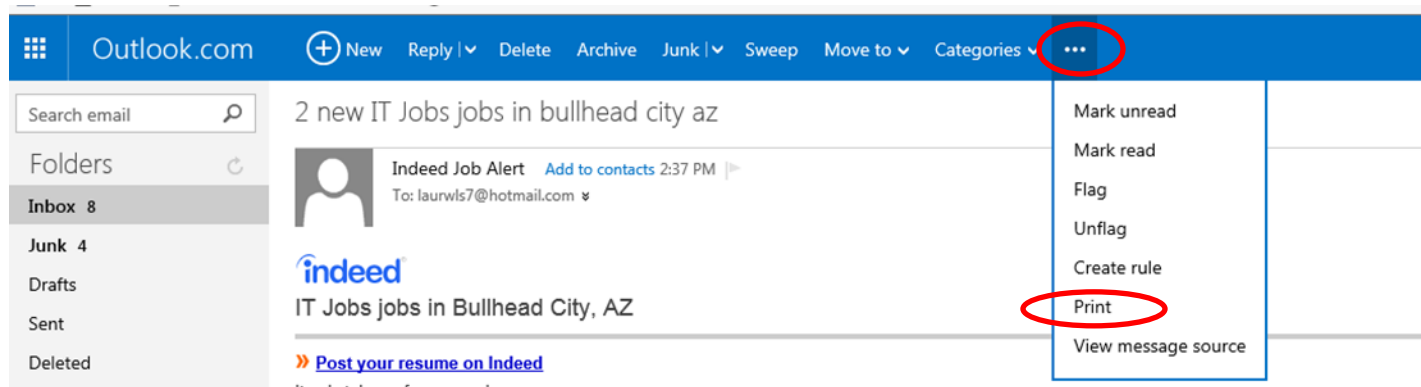 Outlook.com New Reply Delete Archive Junk Sweep Move to Categories ...
Search email
Folders
Inbox 8
Junk 4
Drafts
Sent
Deleted
2 new IT Jobs jobs in bullhead city az
Indeed Job Alert Add to contacts 2:37 PM
To: laurwls7@hotmail.com
indeed
IT Jobs jobs in Bullhead City, AZ
» Post your resume on Indeed
Mark unread
Mark read
Flag
Unflag
Create rule
Print
View message source